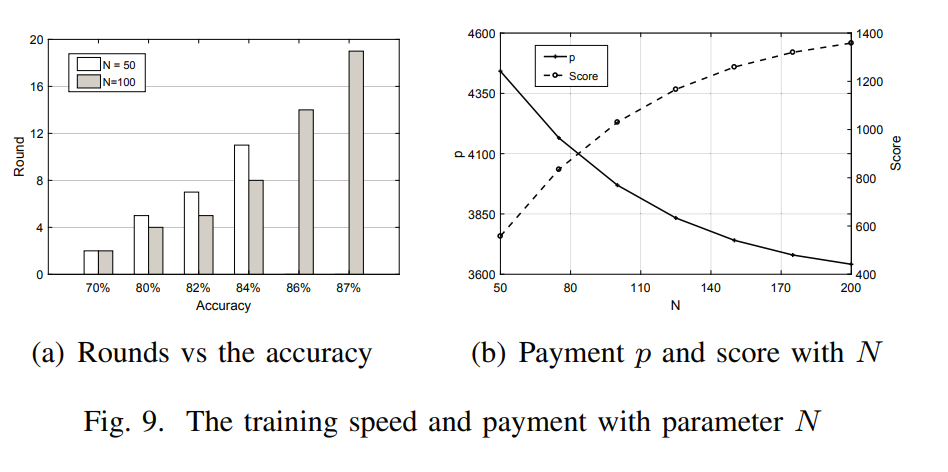 20
16
12
8
4
0
Round
N = 50
N=100
70% 80% 82% 84% 86% 87%
Accuracy
(a) Rounds vs the accuracy
4600
4350
4100
3850
3600
p
p
Score
1400
1200
1000
800
600
400
Score
50 80 110 140 170 200
N
(b) Payment p and score with N
Fig. 9. The training speed and payment with parameter N